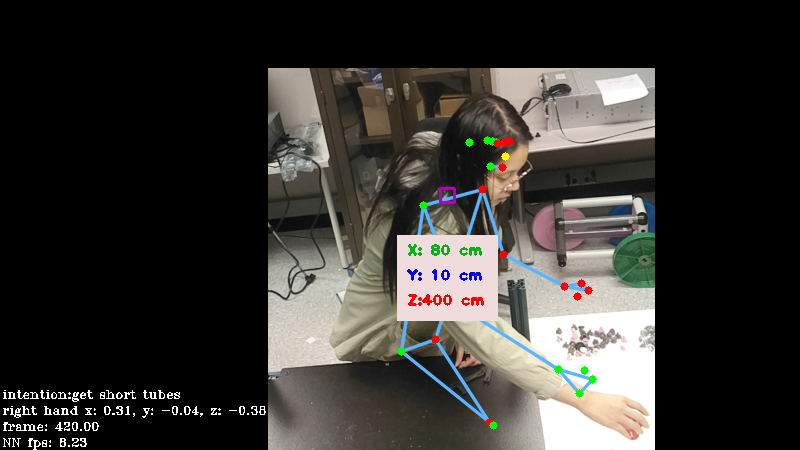 X: 80 cm
Y: 10 cm
Z:400 cm
intention:get short tubes
right hand x: 0.31, y: -0.04, z: -0.38
frame: 420.00
NN fps: 8.23